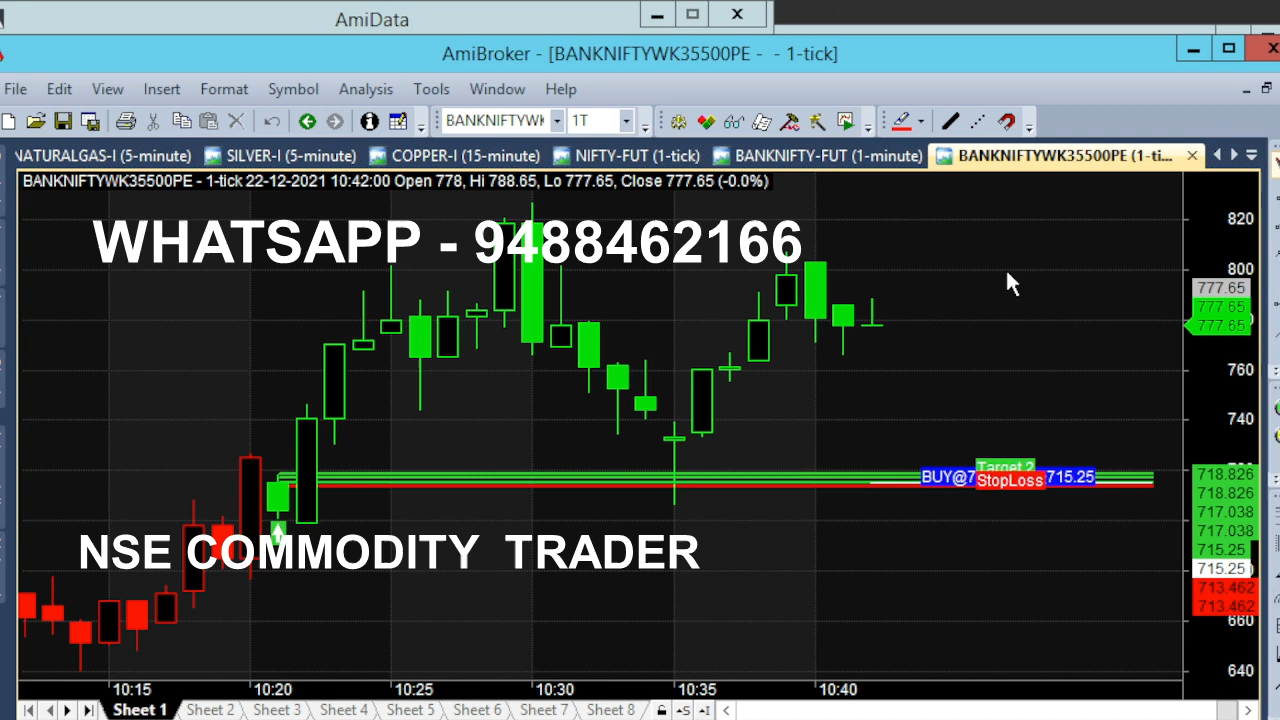 AmiData
AmiBroker - [BANKNIFTYWK35500PE - - 1-tick]
File Edit View Insert Format Symbol Analysis Tools Window Help
BANKNIFTYWK 1T
NATURALGAS-I (5-minute) SILVER-I (5-minute) COPPER-I (15-minute) NIFTY-FUT (1-tick) BANKNIFTY-FUT (1-minute) BANKNIFTYWK35500PE (1-ti...
BANKNIFTYWK35500PE - 1-tick 22-12-2021 10:42:00 Open 778, Hi 788.65, Lo 777.65, Close 777.65 (-0.0%)
820
WHATSAPP - 9488462166
800
777.65
777.65
777.65
760
740
Target 2
BUY@7 StopLoss 715.25
718.826
718.826
717.038
717.038
715.25
715.25
713.462
713.462
NSE COMMODITY TRADER
660
640
10:15 10:20 10:25 10:30 10:35 10:40
Sheet 1 Sheet 2 Sheet 3 Sheet 4 Sheet 5 Sheet 6 Sheet 7 Sheet 8